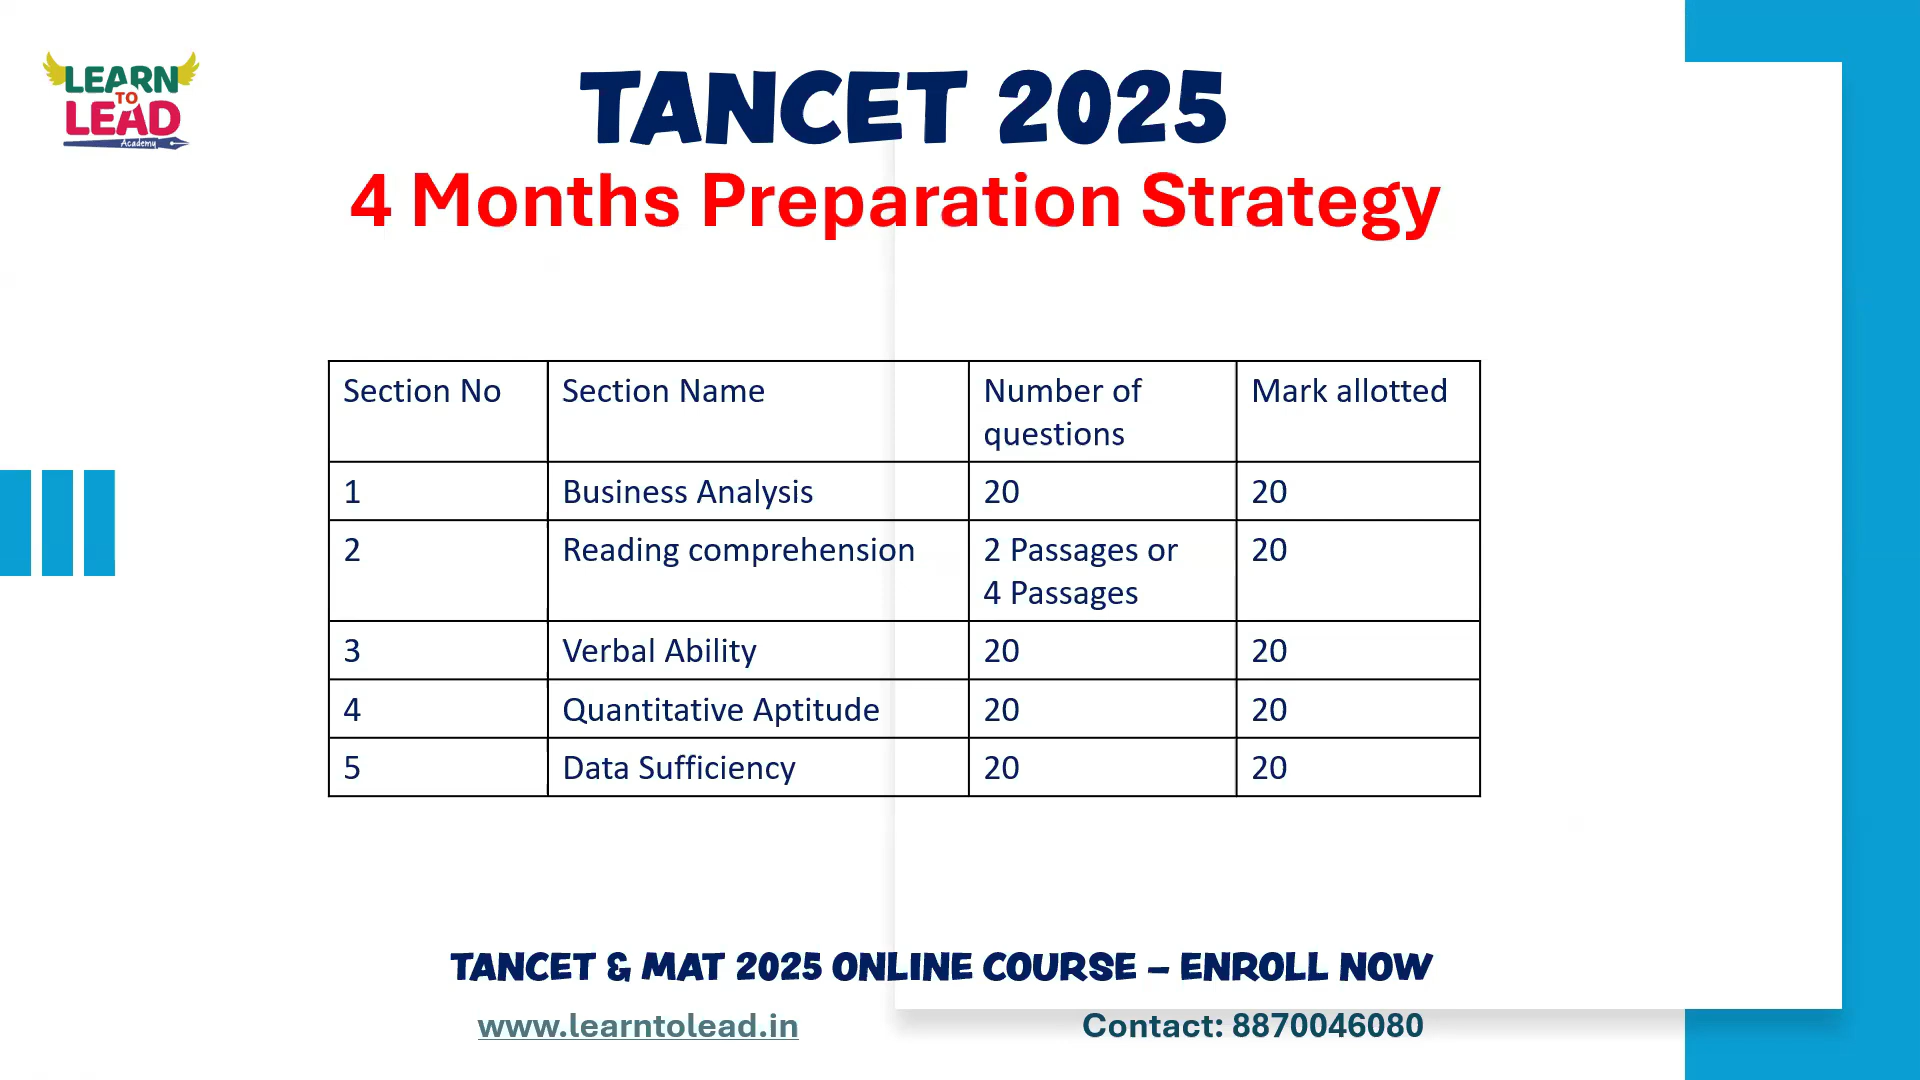 LEARN
TO
LEAD
Academy
TANCET 2025
4 Months Preparation Strategy
Section No Section Name Number of questions Mark allotted
1 Business Analysis 20 20
2 Reading comprehension 2 Passages or 4 Passages 20
3 Verbal Ability 20 20
4 Quantitative Aptitude 20 20
5 Data Sufficiency 20 20
TANCET & MAT 2025 ONLINE COURSE – ENROLL NOW
www.learntolead.in Contact: 8870046080